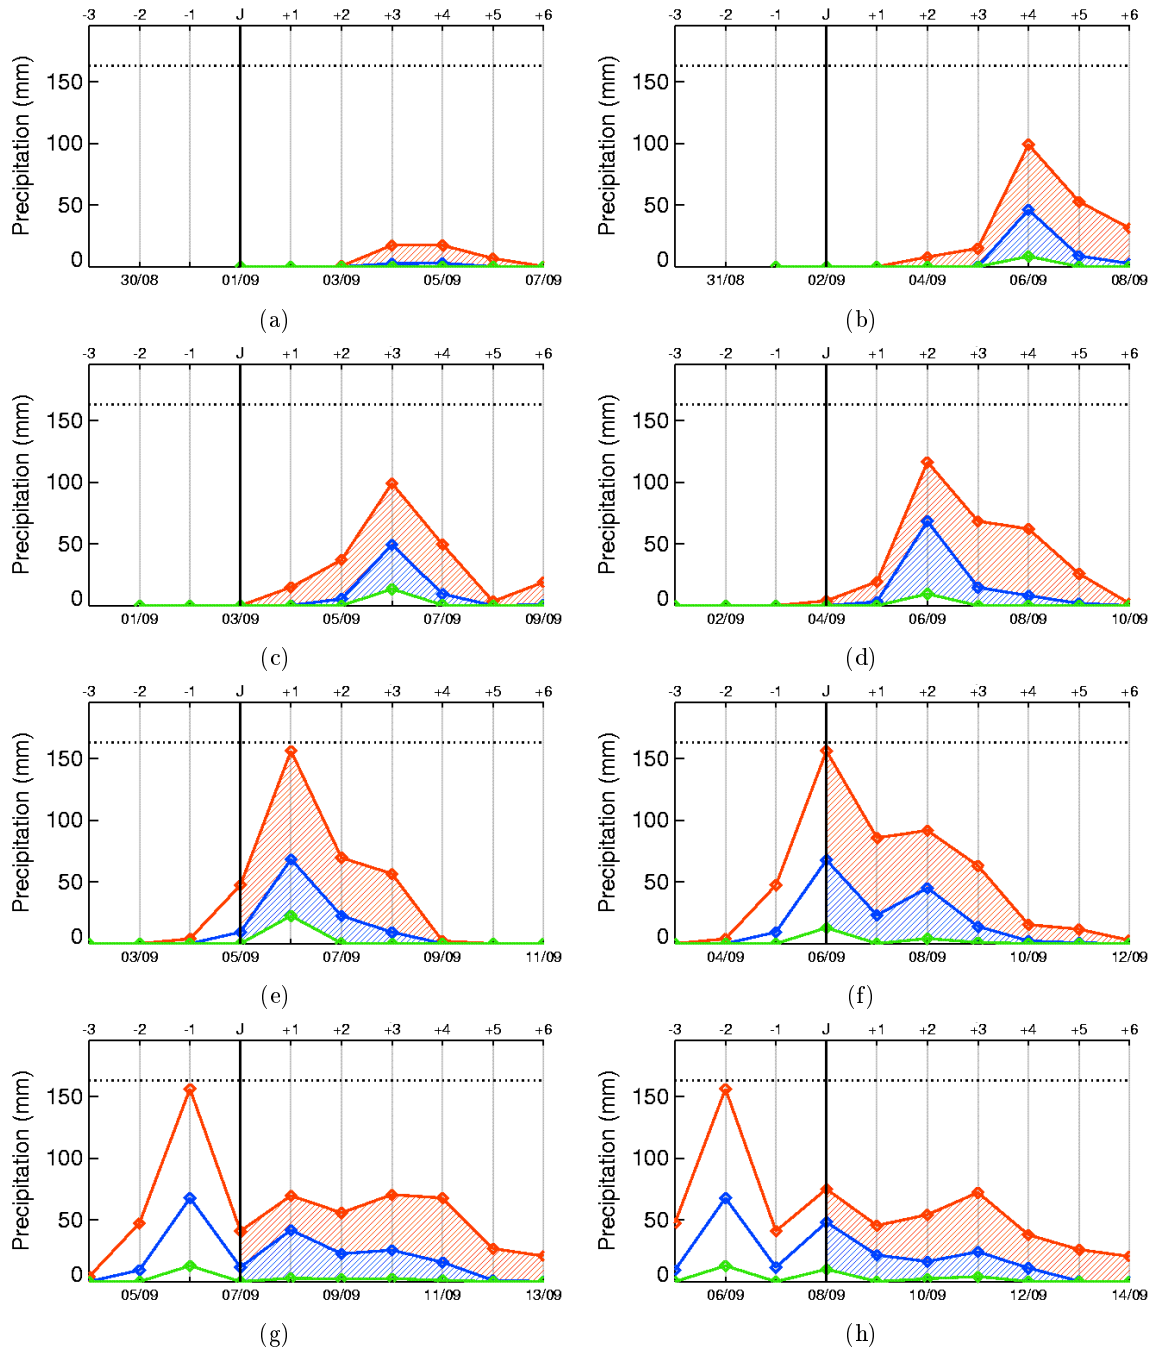 -3 -2 -1 J +1 +2 +3 +4 +5 +6
Precipitation (mm)
150
100
50
0
30/08 01/09 03/09 05/09 07/09
(a)
-3 -2 -1 J +1 +2 +3 +4 +5 +6
Precipitation (mm)
150
100
50
0
31/08 02/09 04/09 06/09 08/09
(b)
-3 -2 -1 J +1 +2 +3 +4 +5 +6
Precipitation (mm)
150
100
50
0
01/09 03/09 05/09 07/09 09/09
(c)
-3 -2 -1 J +1 +2 +3 +4 +5 +6
Precipitation (mm)
150
100
50
0
02/09 04/09 06/09 08/09 10/09
(d)
-3 -2 -1 J +1 +2 +3 +4 +5 +6
Precipitation (mm)
150
100
50
0
03/09 05/09 07/09 09/09 11/09
(e)
-3 -2 -1 J +1 +2 +3 +4 +5 +6
Precipitation (mm)
150
100
50
0
04/09 06/09 08/09 10/09 12/09
(f)
-3 -2 -1 J +1 +2 +3 +4 +5 +6
Precipitation (mm)
150
100
50
0
05/09 07/09 09/09 11/09 13/09
(g)
-3 -2 -1 J +1 +2 +3 +4 +5 +6
Precipitation (mm)
150
100
50
0
06/09 08/09 10/09 12/09 14/09
(h)